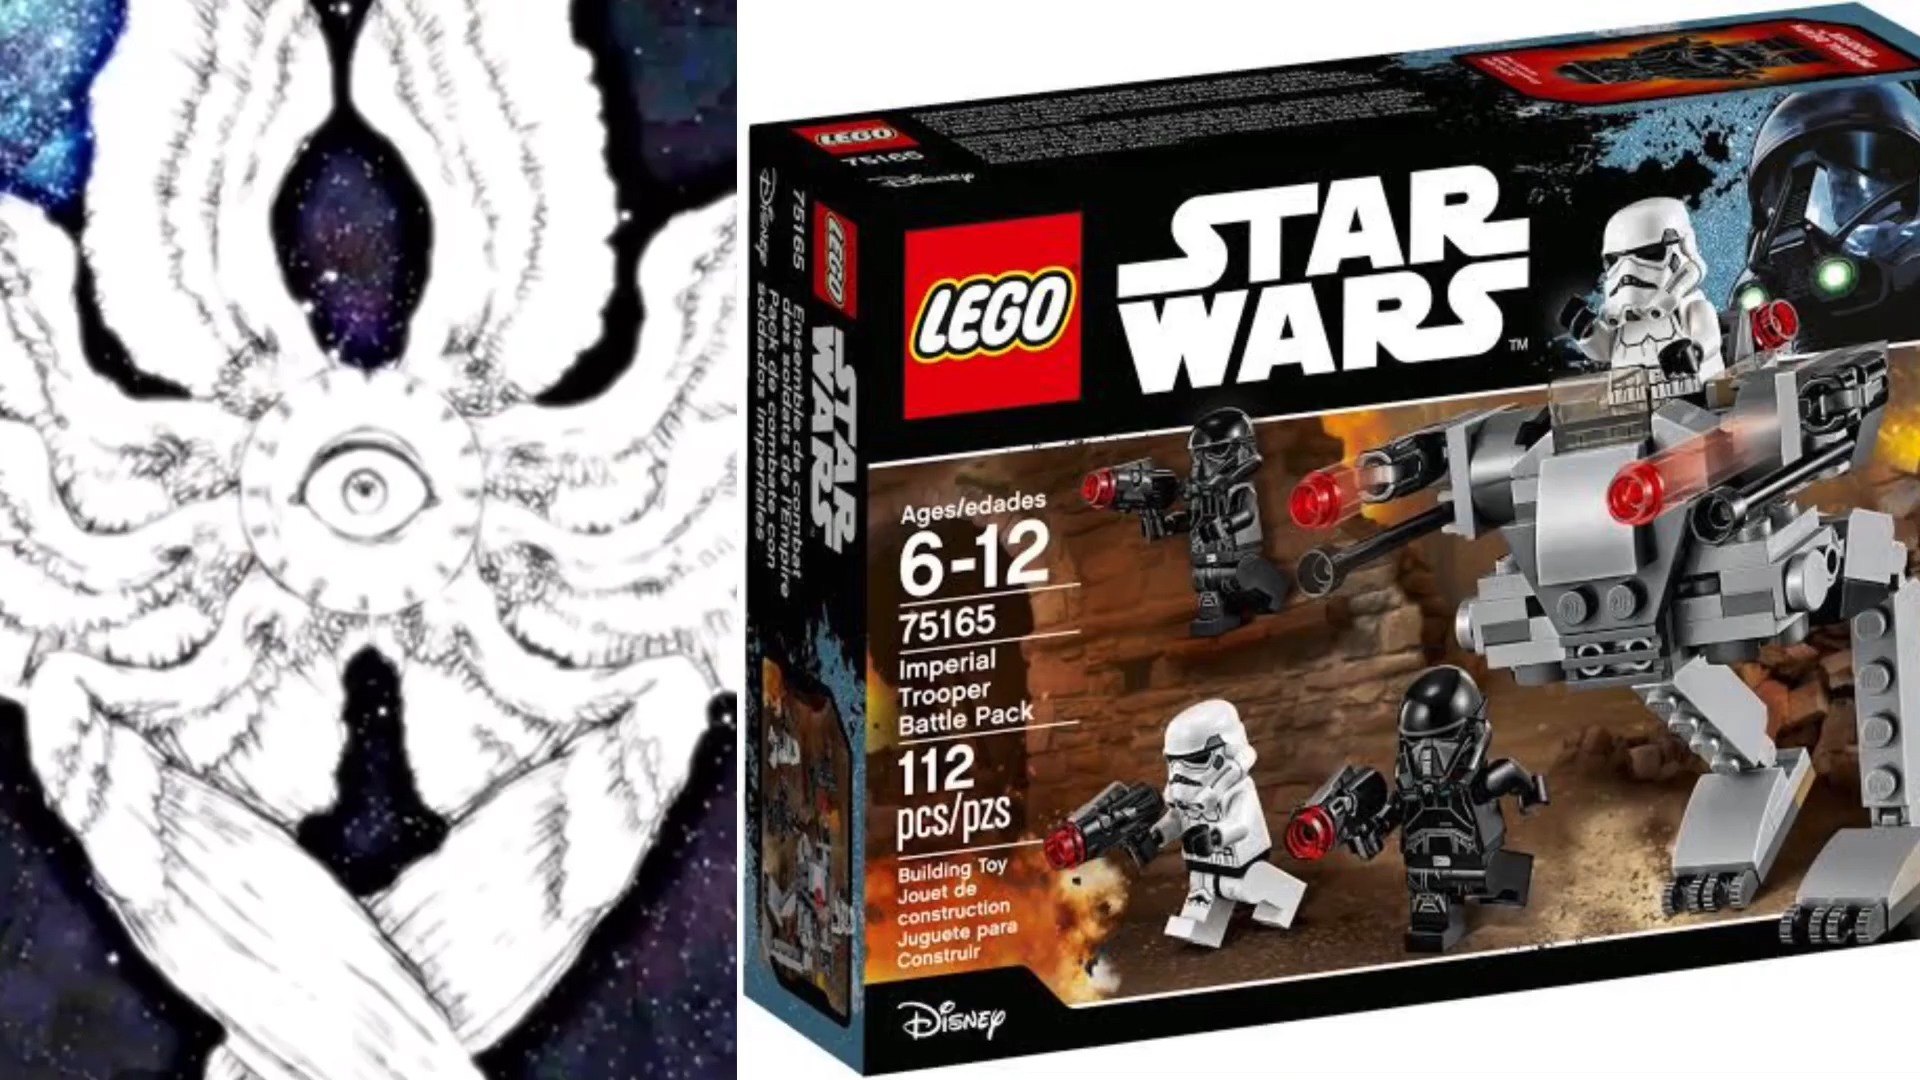 LEGO
75165
Disney
LEGO
75165
Disney
STAR
WARS
Ensemble de combat
des soldats de l'Empire
Pack de combate con
soldados imperiales
LEGO
STAR
WARS™
Ages/edades
6-12
75165
Imperial
Trooper
Battle Pack
112
pcs/pzs
Building Toy
Jouet de
construction
Juguete para
Construir
Disney